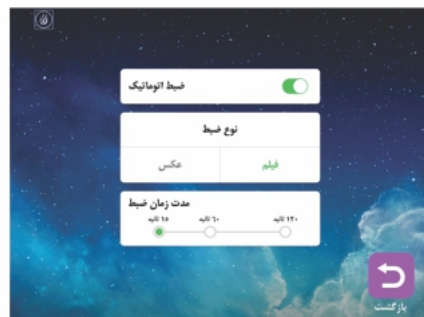 ضبط اتوماتیک
نوع ضبط
فیلم
عکس
مدت زمان ضبط
۱۲۰ ثانیه
۶۰ ثانیه
۱۵ ثانیه
بازگشت